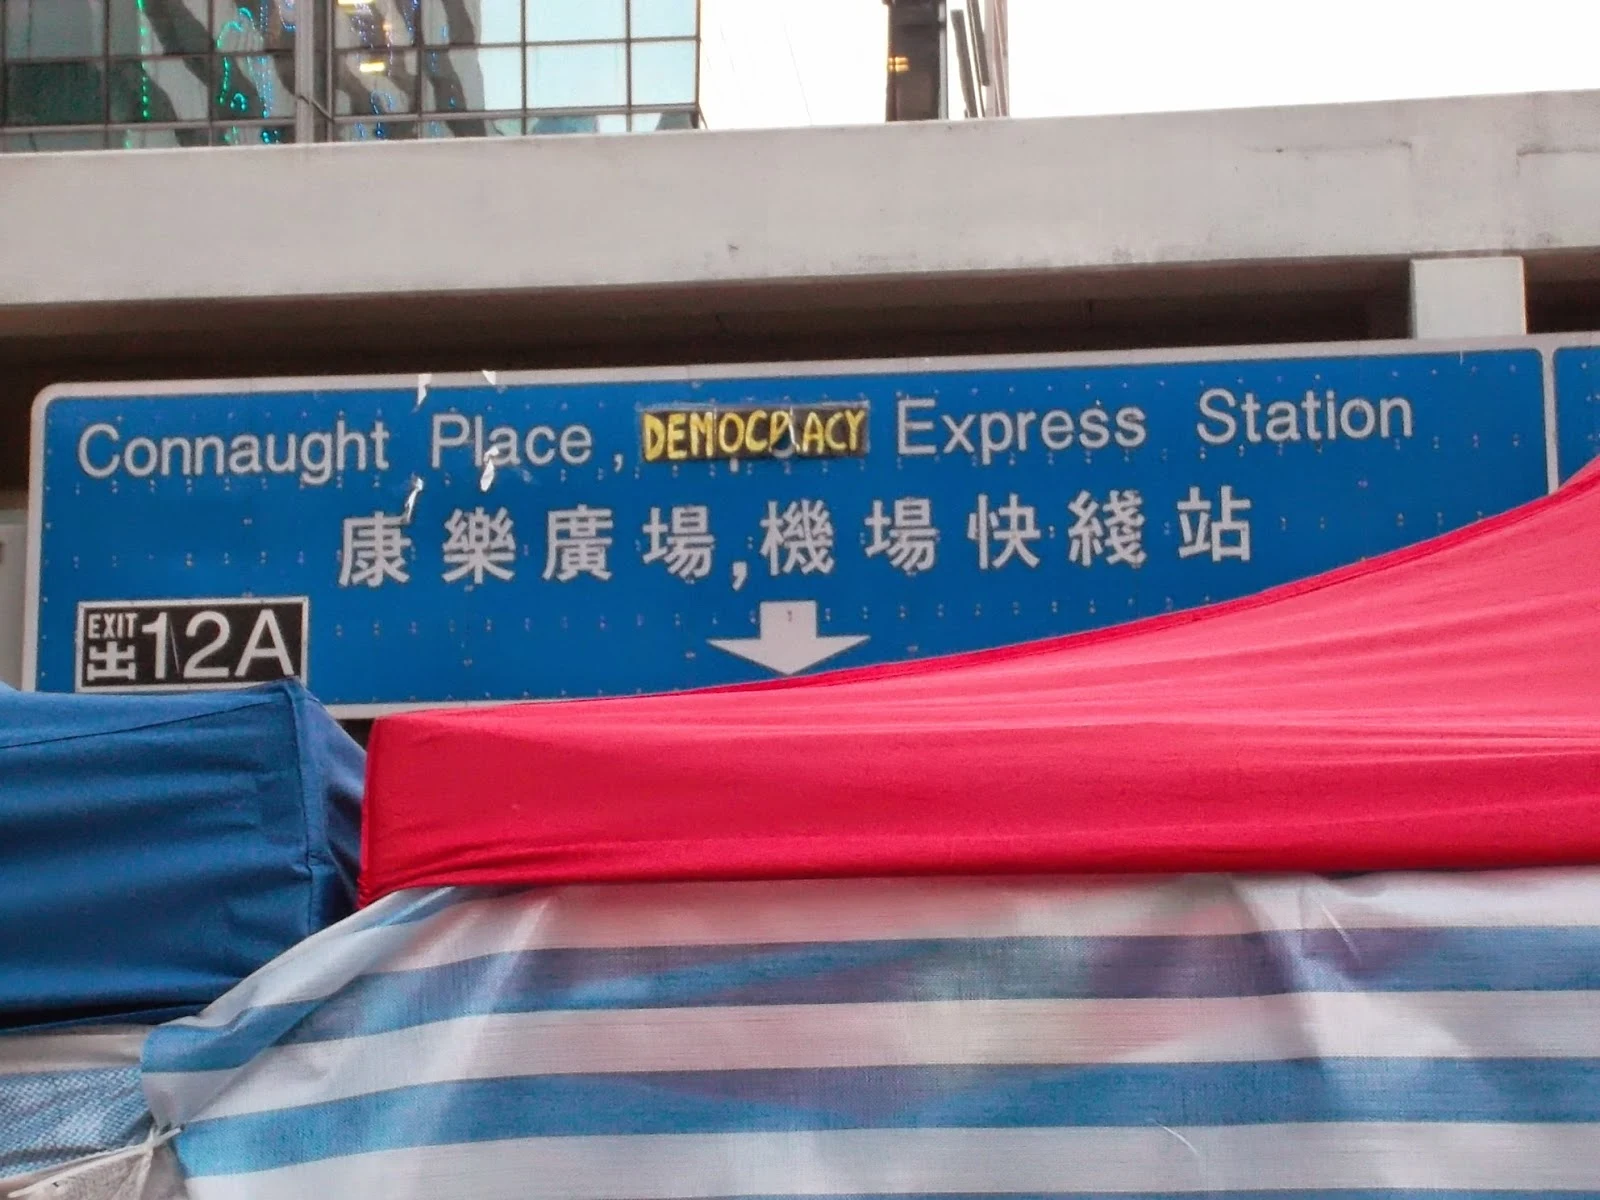 Connaught Place, DEMOCRACY Express Station
康樂廣場,機場快綫站
EXIT 出 12A